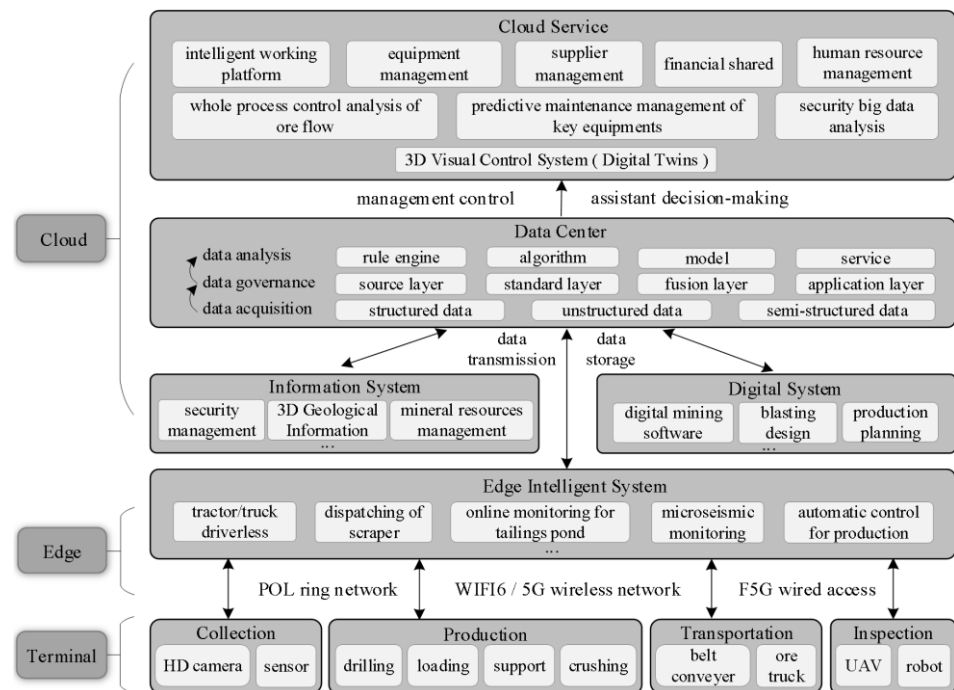 Cloud Service
intelligent working
platform
equipment
management
supplier
management
financial shared
human resource
management
whole process control analysis of
ore flow
predictive maintenance management of
key equipments
security big data
analysis
3D Visual Control System ( Digital Twins )
management control
assistant decision-making
Cloud
Data Center
data analysis
rule engine
algorithm
model
service
data governance
source layer
standard layer
fusion layer
application layer
data acquisition
structured data
unstructured data
semi-structured data
data
transmission
data
storage
Information System
security
management
3D Geological
Information
mineral resources
management
...
Digital System
digital mining
software
blasting
design
production
planning
...
Edge
Edge Intelligent System
tractor/truck
driverless
dispatching of
scraper
online monitoring for
tailings pond
microseismic
monitoring
automatic control
for production
...
POL ring network
WIFI6 / 5G wireless network
F5G wired access
Terminal
Collection
HD camera
sensor
Production
drilling
loading
support
crushing
Transportation
belt
conveyer
ore
truck
Inspection
UAV
robot